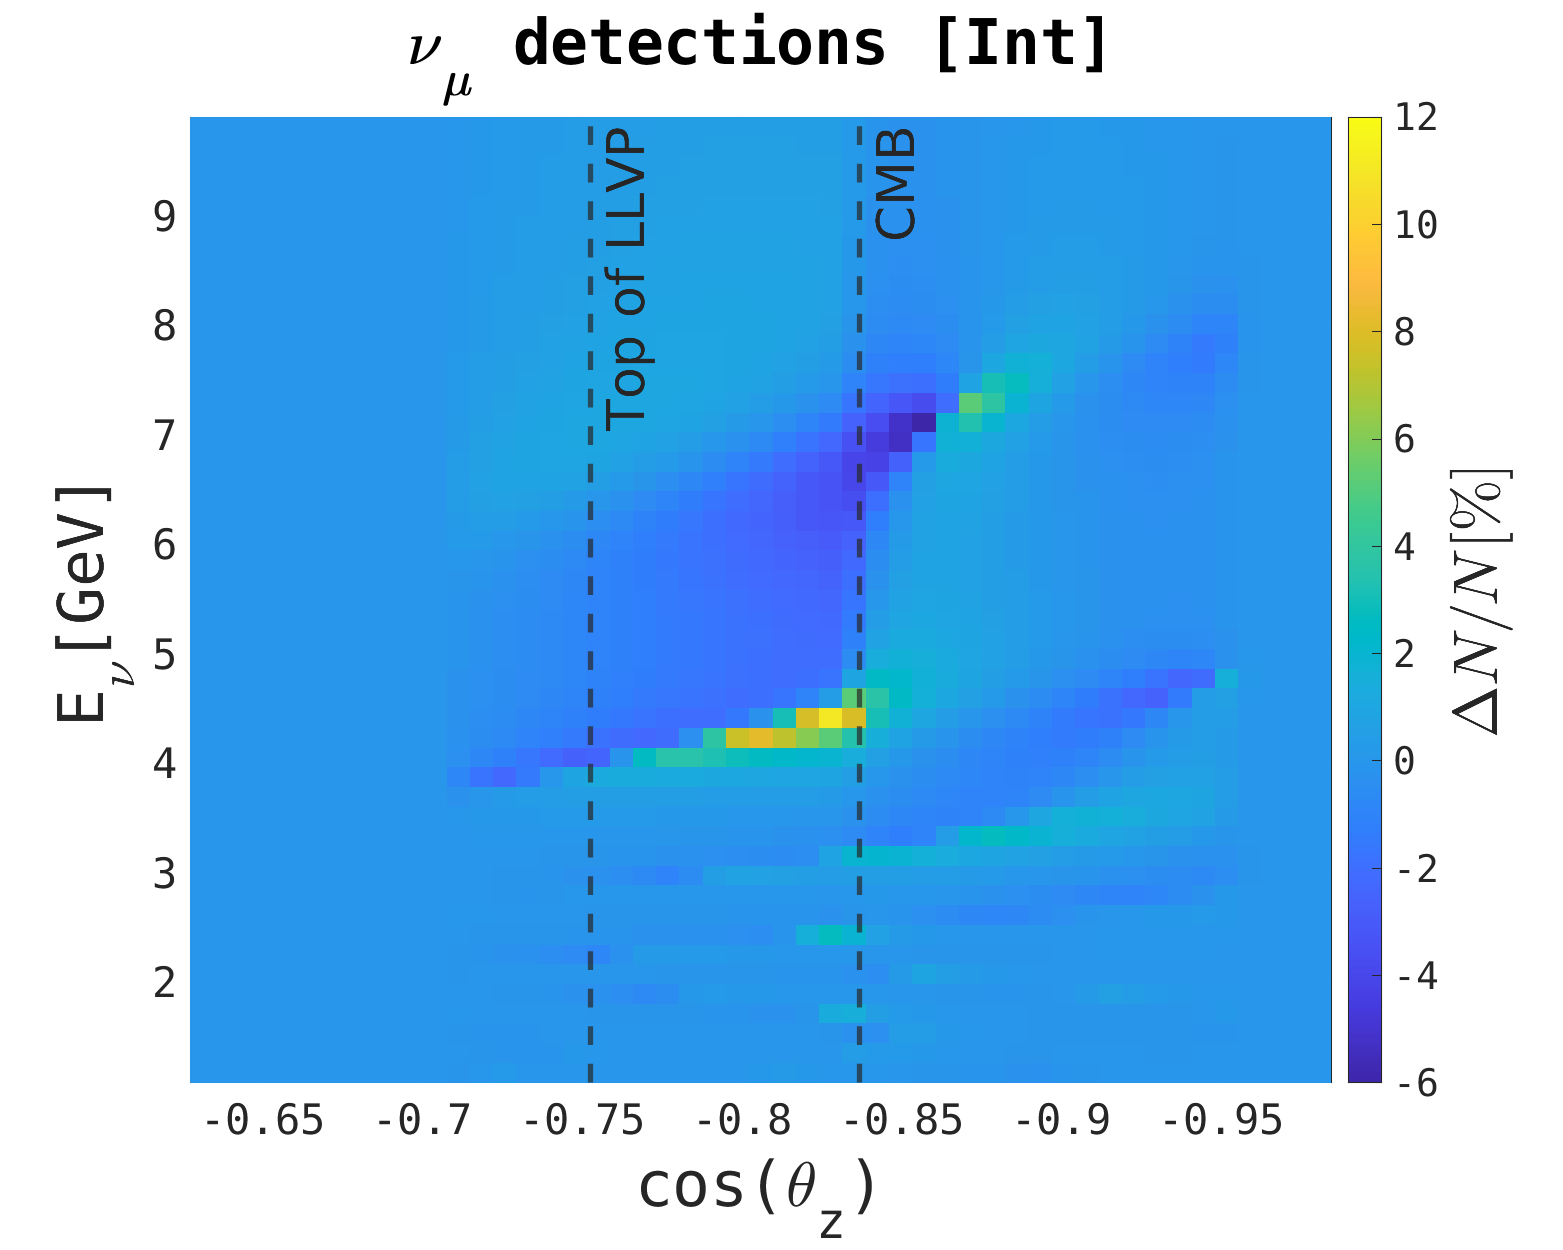 ν_μ detections [Int]
Top of LLVP
CMB
E_ν [GeV]
9
8
7
6
5
4
3
2
-0.65 -0.7 -0.75 -0.8 -0.85 -0.9 -0.95
cos(θ_z)
12
10
8
6
4
2
0
-2
-4
-6
ΔN/N[%]